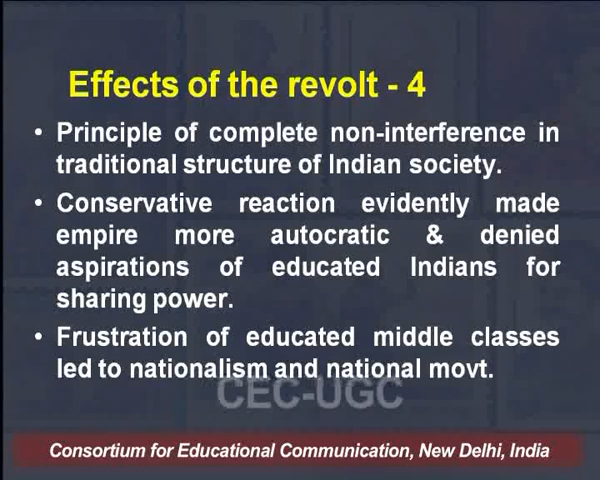 Effects of the revolt - 4
• Principle of complete non-interference in
traditional structure of Indian society.
• Conservative reaction evidently made
empire more autocratic & denied
aspirations of educated Indians for
sharing power.
• Frustration of educated middle classes
led to nationalism and national movt.
CEC-UGC
Consortium for Educational Communication, New Delhi, India